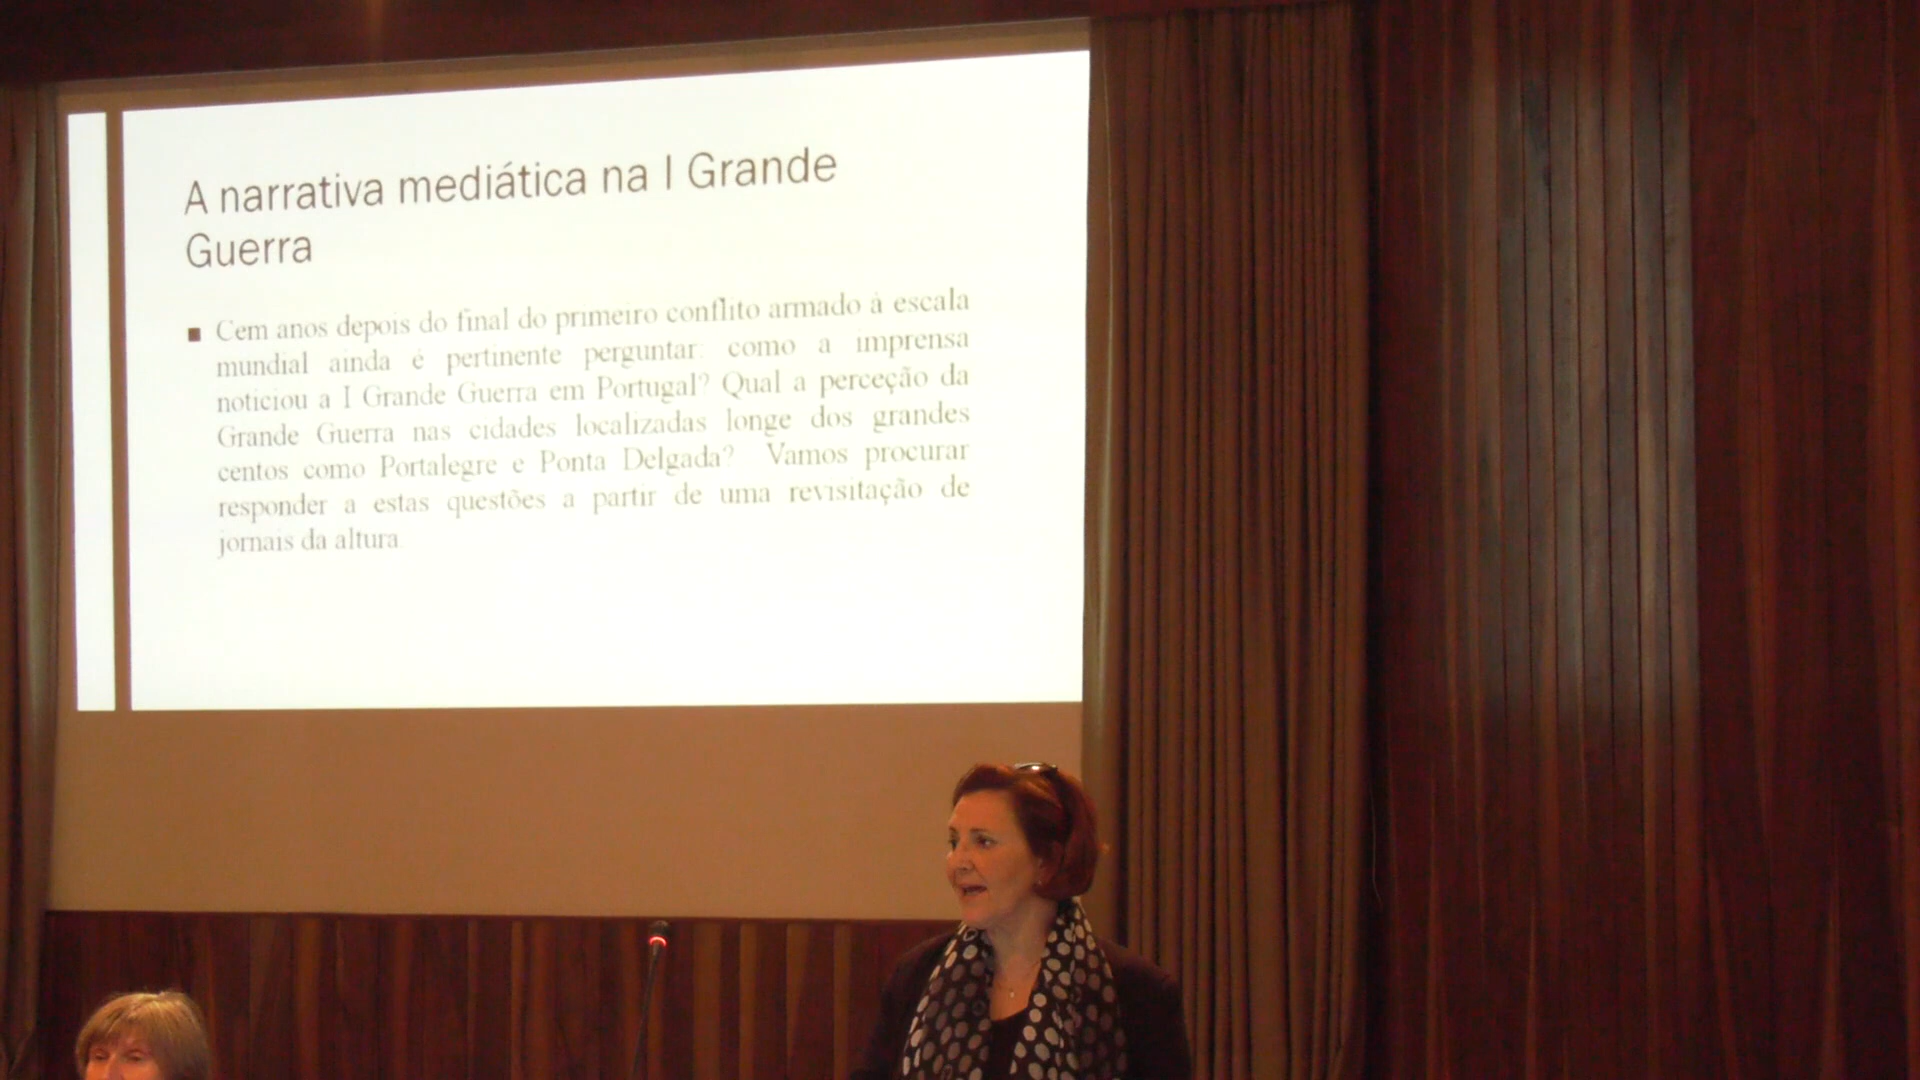 A narrativa mediática na I Grande
Guerra
Cem anos depois do final do primeiro conflito armado à escala
mundial ainda é pertinente perguntar: como a imprensa
noticiou a I Grande Guerra em Portugal? Qual a perceção da
Grande Guerra nas cidades localizadas longe dos grandes
centos como Portalegre e Ponta Delgada? Vamos procurar
responder a estas questões a partir de uma revisitação de
jornais da altura.